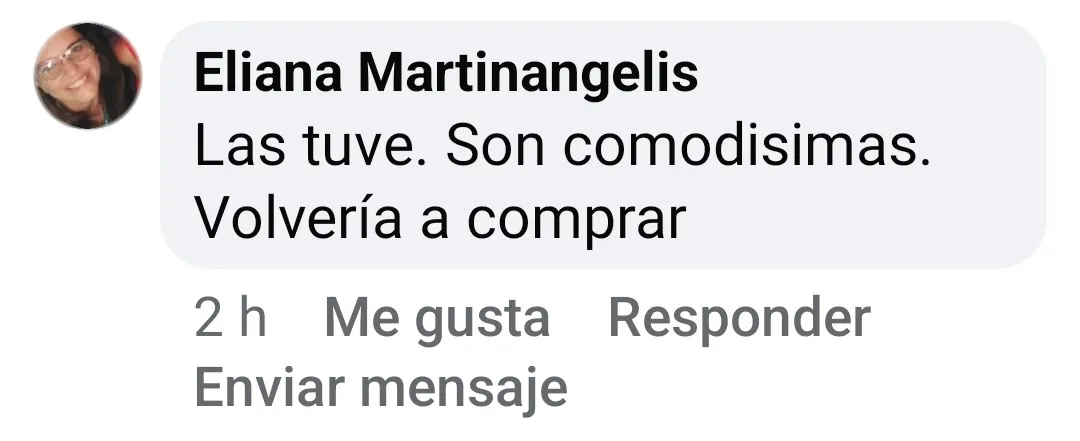 Eliana Martinangelis
Las tuve. Son comodisimas.
Volvería a comprar
2 h Me gusta Responder
Enviar mensaje